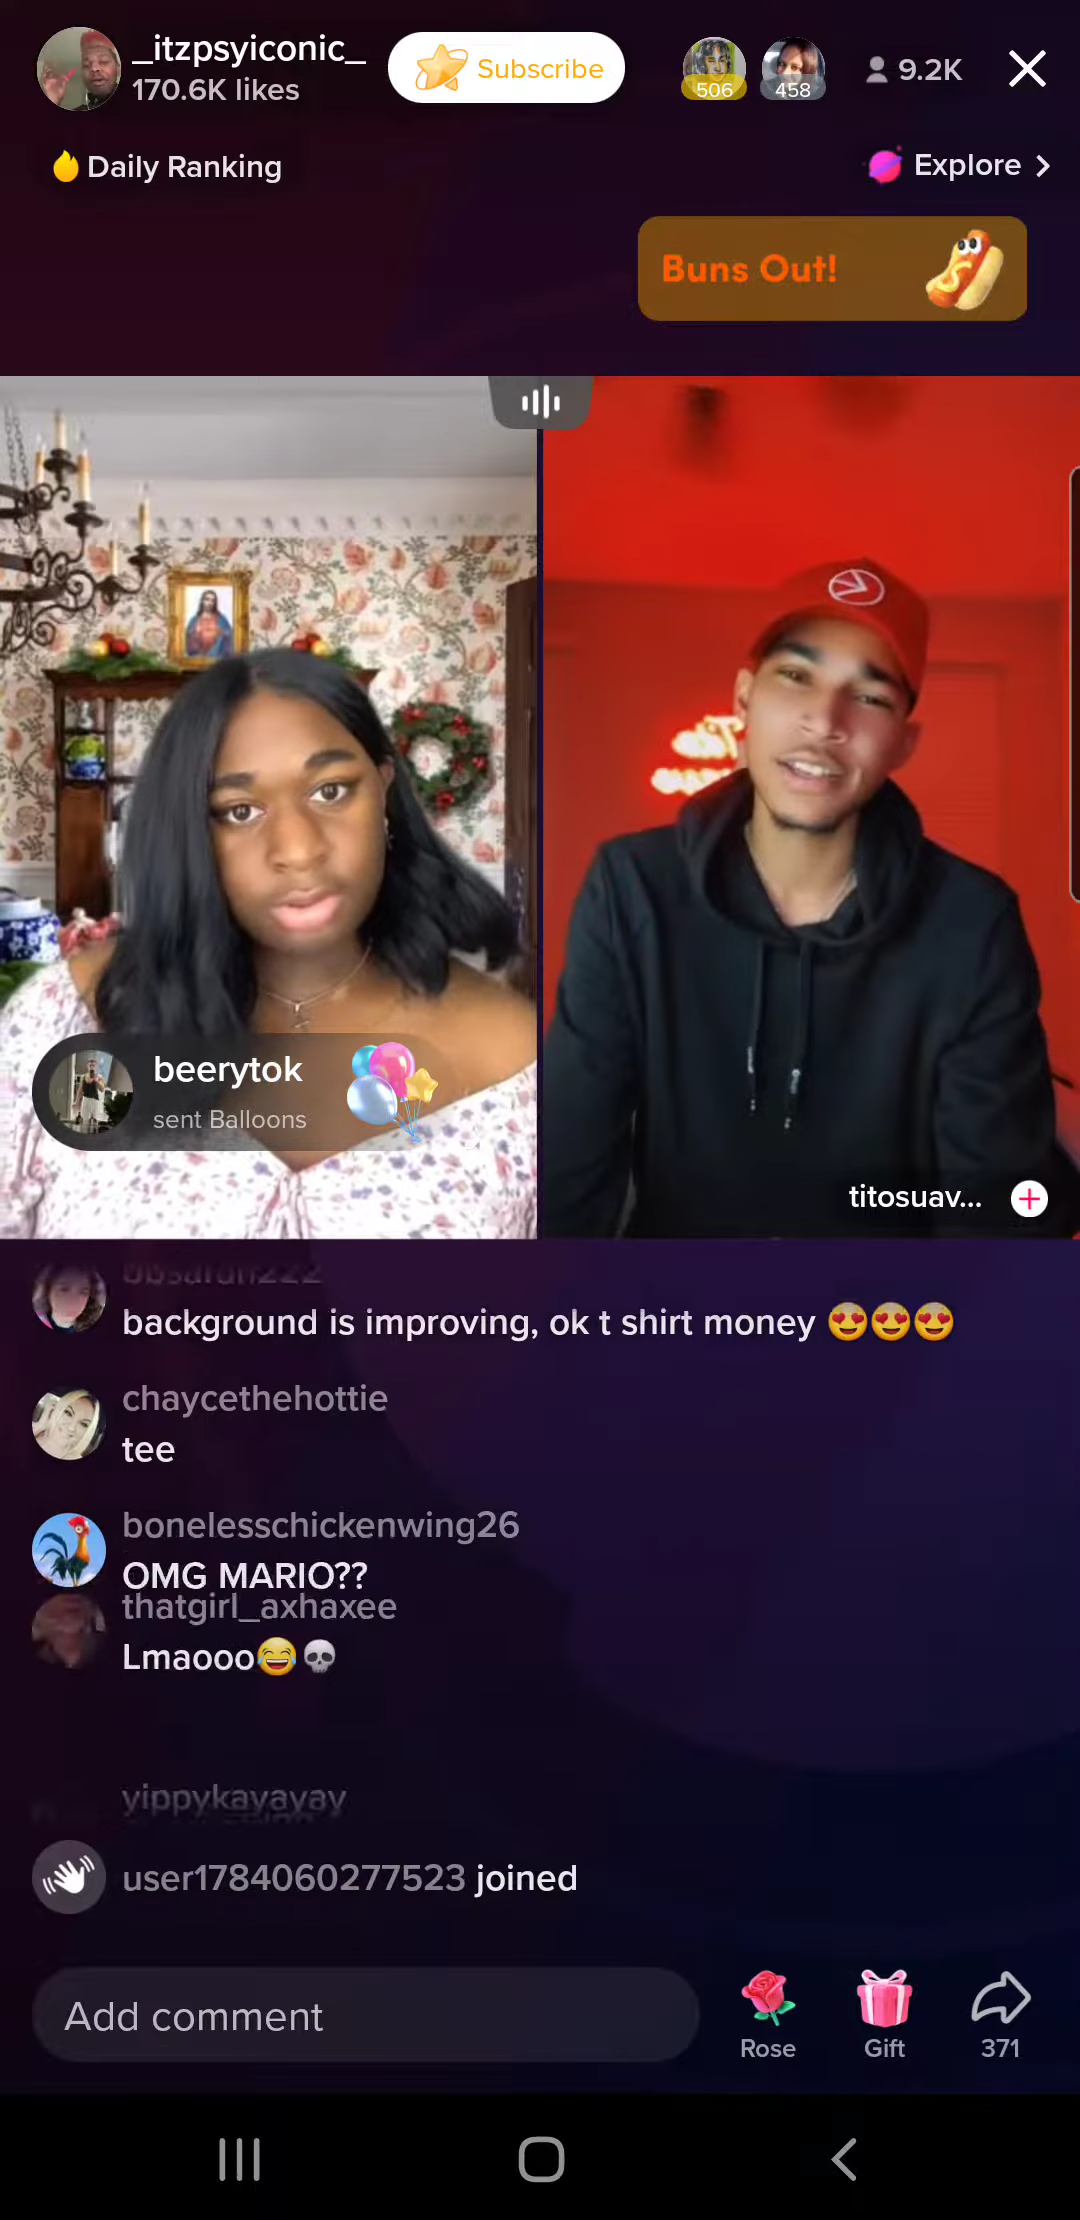 _itzpsyiconic_
170.6K likes
Subscribe
506
458
9.2K
Daily Ranking
Explore
Buns Out!
beerytok
sent Balloons
titosuav...
background is improving, ok t shirt money 😍😍😍
chaycethehottie
tee
bonelesschickenwing26
OMG MARIO??
thatgirl_axhaxee
Lmaooo😂💀
yippykayayay
user1784060277523 joined
Add comment
Rose
Gift
371